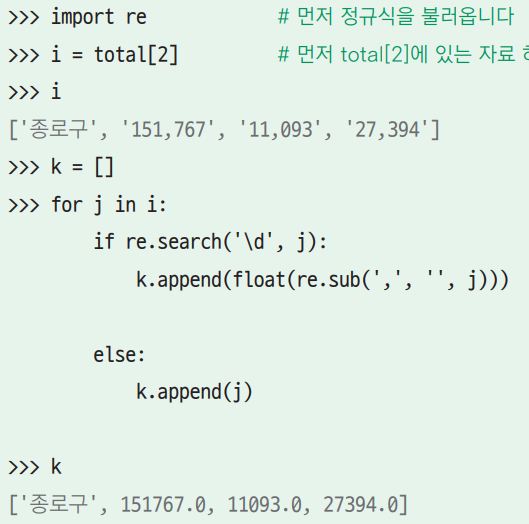 >>> import re # 먼저 정규식을 불러옵니다
>>> i = total[2] # 먼저 total[2]에 있는 자료
>>> i
['종로구', '151,767', '11,093', '27,394']
>>> k = []
>>> for j in i:
if re.search('\d', j):
k.append(float(re.sub(',', '', j)))
else:
k.append(j)
>>> k
['종로구', 151767.0, 11093.0, 27394.0]